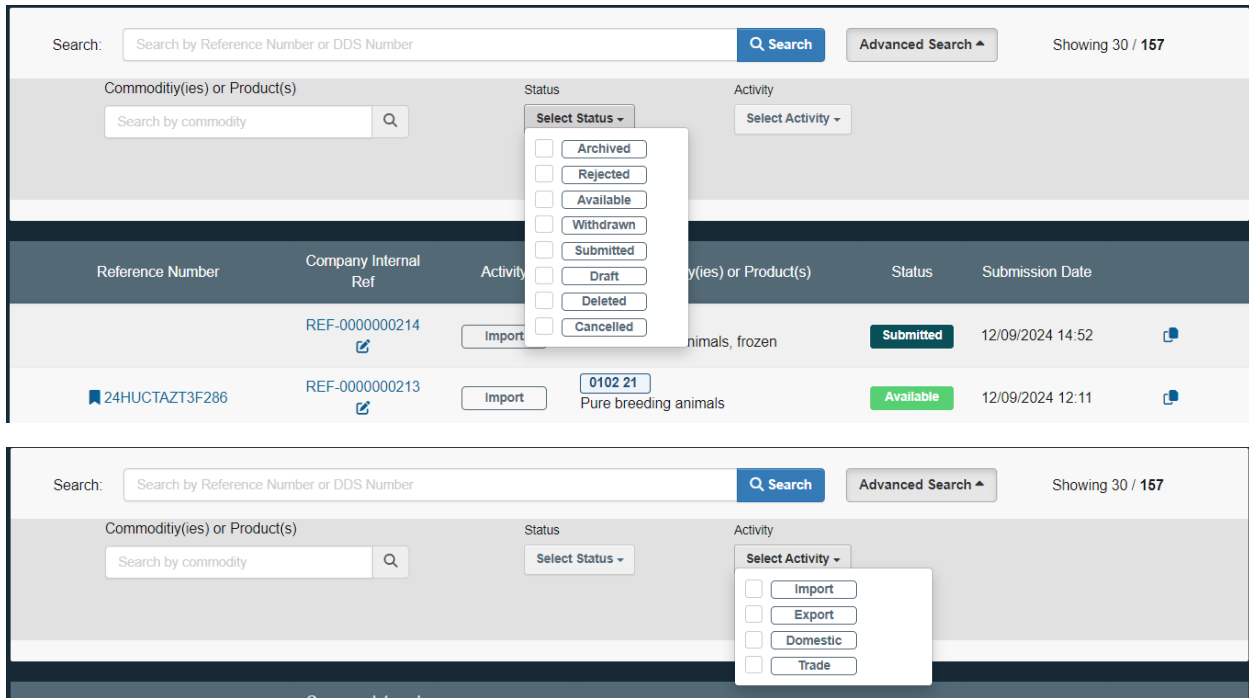 Search: Search by Reference Number or DDS Number Search Advanced Search Showing 30 / 157
Commoditiy(ies) or Product(s) Status Activity
Search by commodity Select Status Select Activity
Archived
Rejected
Available
Withdrawn
Submitted
Draft
Deleted
Cancelled
Reference Number Company Internal Ref Activity y(ies) or Product(s) Status Submission Date
REF-0000000214 Import nimals, frozen Submitted 12/09/2024 14:52
24HUCTAZT3F286 REF-0000000213 Import 0102 21 Pure breeding animals Available 12/09/2024 12:11
Search: Search by Reference Number or DDS Number Search Advanced Search Showing 30 / 157
Commoditiy(ies) or Product(s) Status Activity
Search by commodity Select Status Select Activity
Import
Export
Domestic
Trade